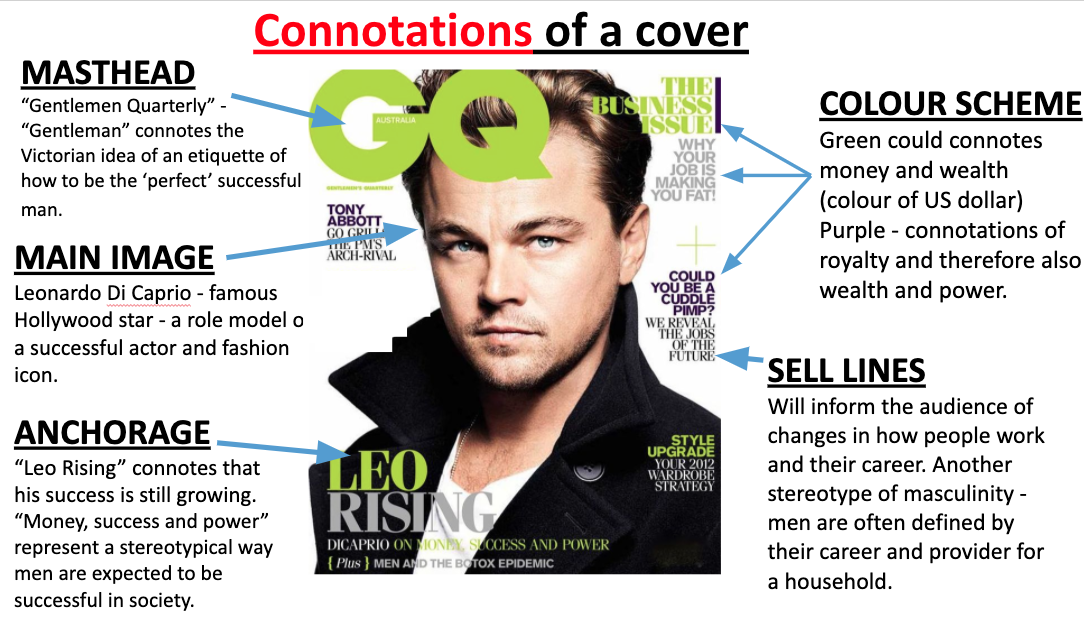 Connotations of a cover
MASTHEAD
“Gentlemen Quarterly” -
“Gentleman” connotes the
Victorian idea of an etiquette of
how to be the ‘perfect’ successful
man.
MAIN IMAGE
Leonardo Di Caprio - famous
Hollywood star - a role model o
a successful actor and fashion
icon.
ANCHORAGE
“Leo Rising” connotes that
his success is still growing.
“Money, success and power”
represent a stereotypical way
men are expected to be
successful in society.
GQ
AUSTRALIA
GENTLEMEN'S QUARTERLY
TONY
ABBOTT
GO GRILL
THE PM'S
ARCH-RIVAL
THE
BUSINESS
ISSUE
WHY
YOUR
JOB IS
MAKING
YOU FAT!
COULD
YOU BE A
CUDDLE
PIMP?
WE REVEAL
THE JOBS
OF THE
FUTURE
STYLE
UPGRADE
YOUR 2012
WARDROBE
STRATEGY
LEO
RISING
DICAPRIO ON MONEY, SUCCESS AND POWER
{ Plus } MEN AND THE BOTOX EPIDEMIC
COLOUR SCHEME
Green could connotes
money and wealth
(colour of US dollar)
Purple - connotations of
royalty and therefore also
wealth and power.
SELL LINES
Will inform the audience of
changes in how people work
and their career. Another
stereotype of masculinity -
men are often defined by
their career and provider for
a household.